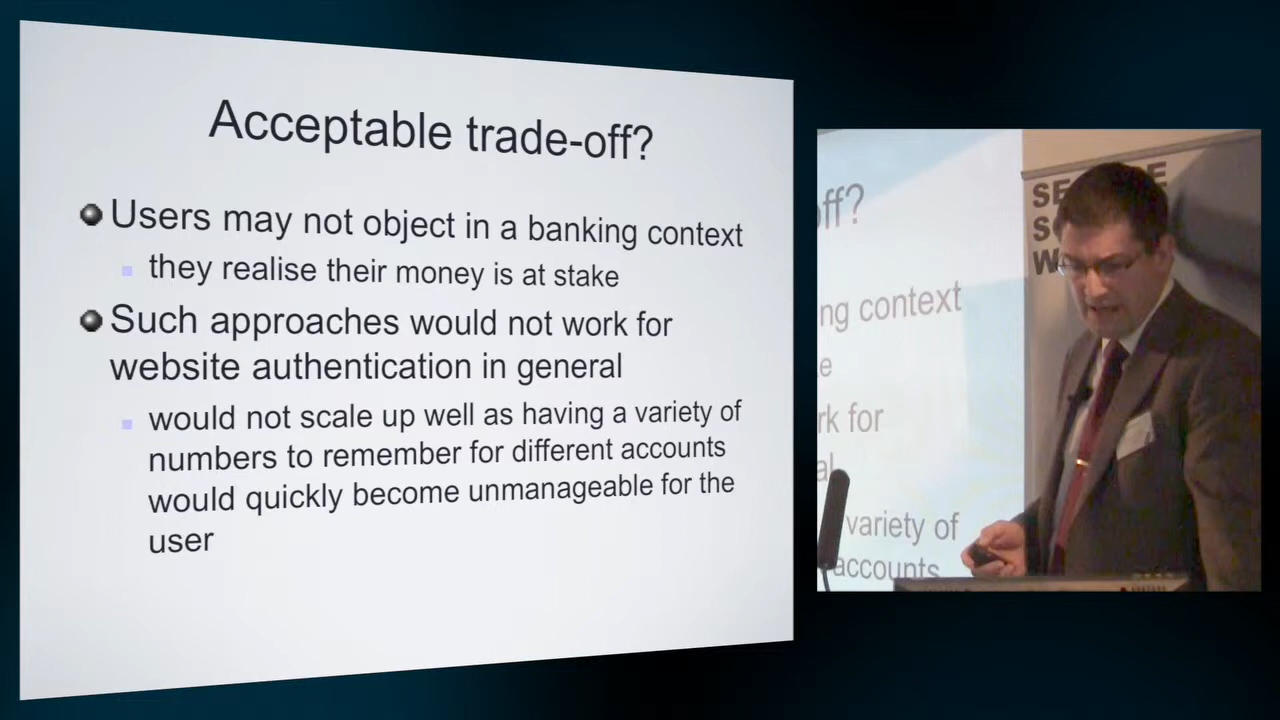 Acceptable trade-off?
Users may not object in a banking context
they realise their money is at stake
Such approaches would not work for
website authentication in general
would not scale up well as having a variety of
numbers to remember for different accounts
would quickly become unmanageable for the
user
off?
ng context
e
rk for
al
variety of
accounts
SE
E
S
W